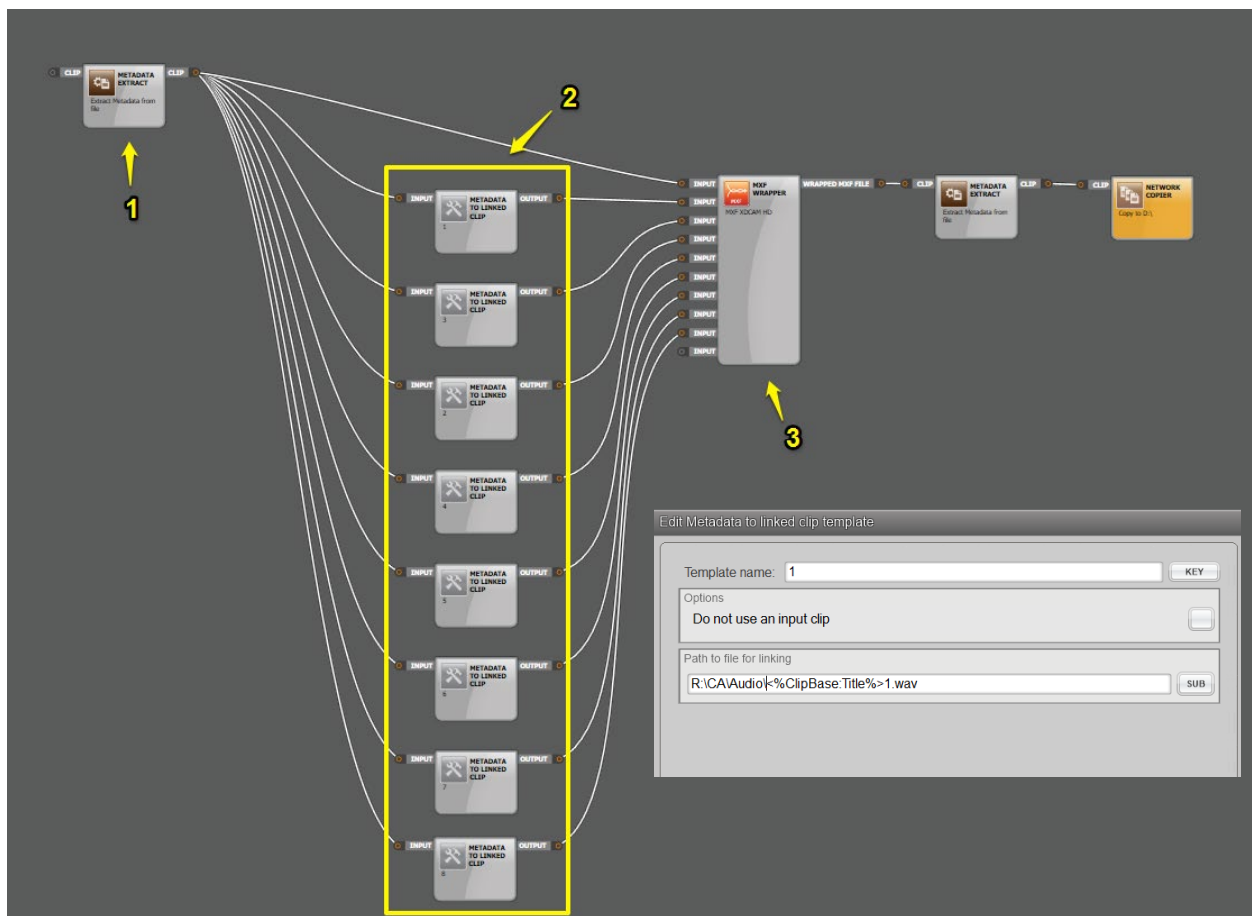 CLIP
METADATA
EXTRACT
CLIP
Extract Metadata from
file
1
2
INPUT
METADATA
TO LINKED
CLIP
1
OUTPUT
INPUT
METADATA
TO LINKED
CLIP
3
OUTPUT
INPUT
METADATA
TO LINKED
CLIP
2
OUTPUT
INPUT
METADATA
TO LINKED
CLIP
4
OUTPUT
INPUT
METADATA
TO LINKED
CLIP
5
OUTPUT
INPUT
METADATA
TO LINKED
CLIP
6
OUTPUT
INPUT
METADATA
TO LINKED
CLIP
7
OUTPUT
INPUT
METADATA
TO LINKED
CLIP
8
OUTPUT
INPUT
INPUT
INPUT
INPUT
INPUT
INPUT
INPUT
INPUT
INPUT
INPUT
MXF
MXF
WRAPPER
MXF XDCAM HD
WRAPPED MXF FILE
3
CLIP
METADATA
EXTRACT
CLIP
Extract Metadata from
file
CLIP
NETWORK
COPIER
Copy to D:\
Edit Metadata to linked clip template
Template name: 1 KEY
Options
Do not use an input clip
Path to file for linking
R:\CA\Audio\<%ClipBase:Title%>1.wav SUB